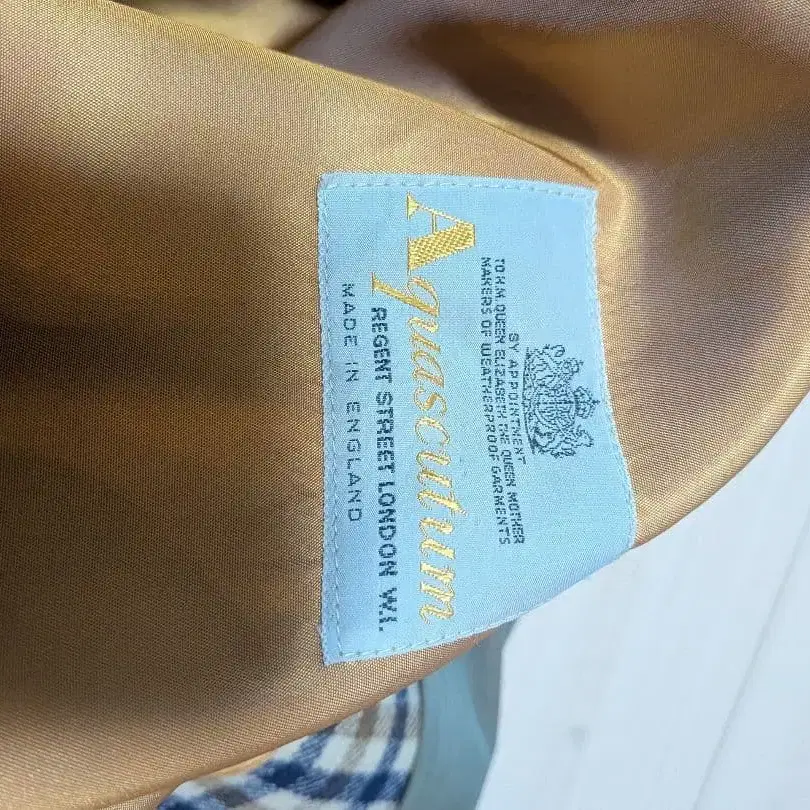 BY APPOINTMENT
TO H.M. QUEEN ELIZABETH THE QUEEN MOTHER
MAKERS OF WEATHERPROOF GARMENTS
Aquascutum
REGENT STREET LONDON W.I.
MADE IN ENGLAND